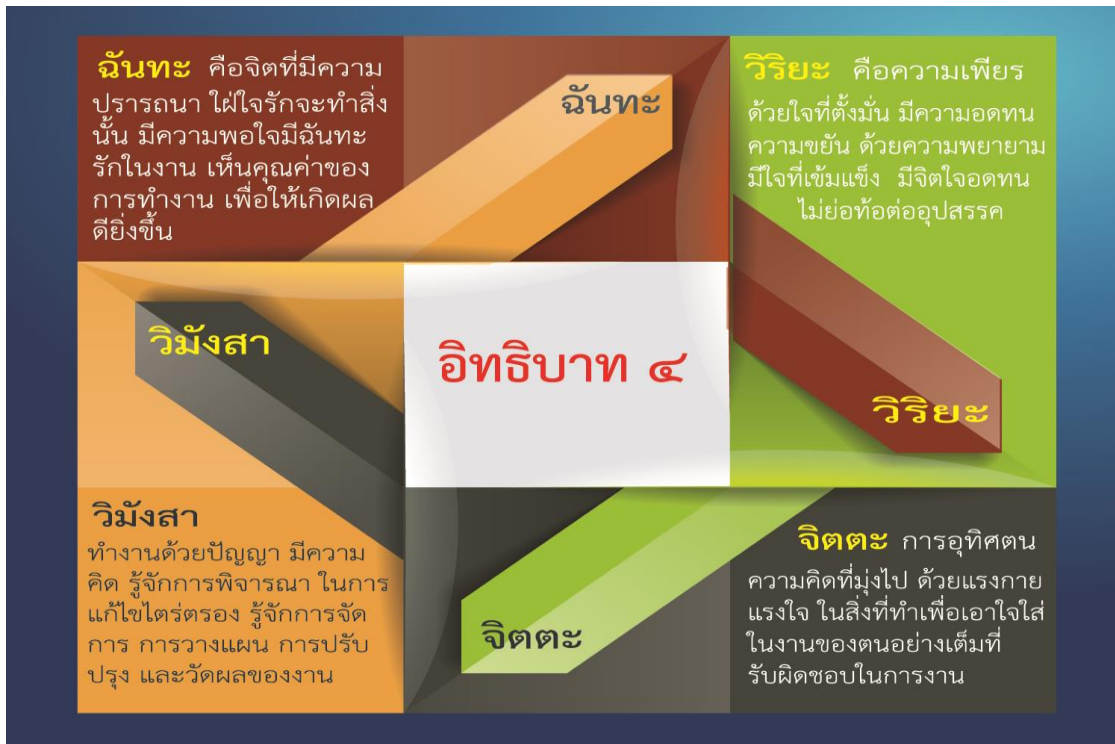 ฉันทะ คือจิตที่มีความ
ปรารถนา ใฝ่ใจรักจะทำสิ่ง
นั้น มีความพอใจมีฉันทะ
รักในงาน เห็นคุณค่าของ
การทำงาน เพื่อให้เกิดผล
ดียิ่งขึ้น
ฉันทะ
วิริยะ คือความเพียร
ด้วยใจที่ตั้งมั่น มีความอดทน
ความขยัน ด้วยความพยายาม
มีใจที่เข้มแข็ง มีจิตใจอดทน
ไม่ย่อท้อต่ออุปสรรค
วิมังสา
อิทธิบาท ๔
วิริยะ
วิมังสา
ทำงานด้วยปัญญา มีความ
คิด รู้จักการพิจารณา ในการ
แก้ไขไตร่ตรอง รู้จักการจัด
การ การวางแผน การปรับ
ปรุง และวัดผลของงาน
จิตตะ
จิตตะ การอุทิศตน
ความคิดที่มุ่งไป ด้วยแรงกาย
แรงใจ ในสิ่งที่ทำเพื่อเอาใจใส่
ในงานของตนอย่างเต็มที่
รับผิดชอบในการงาน